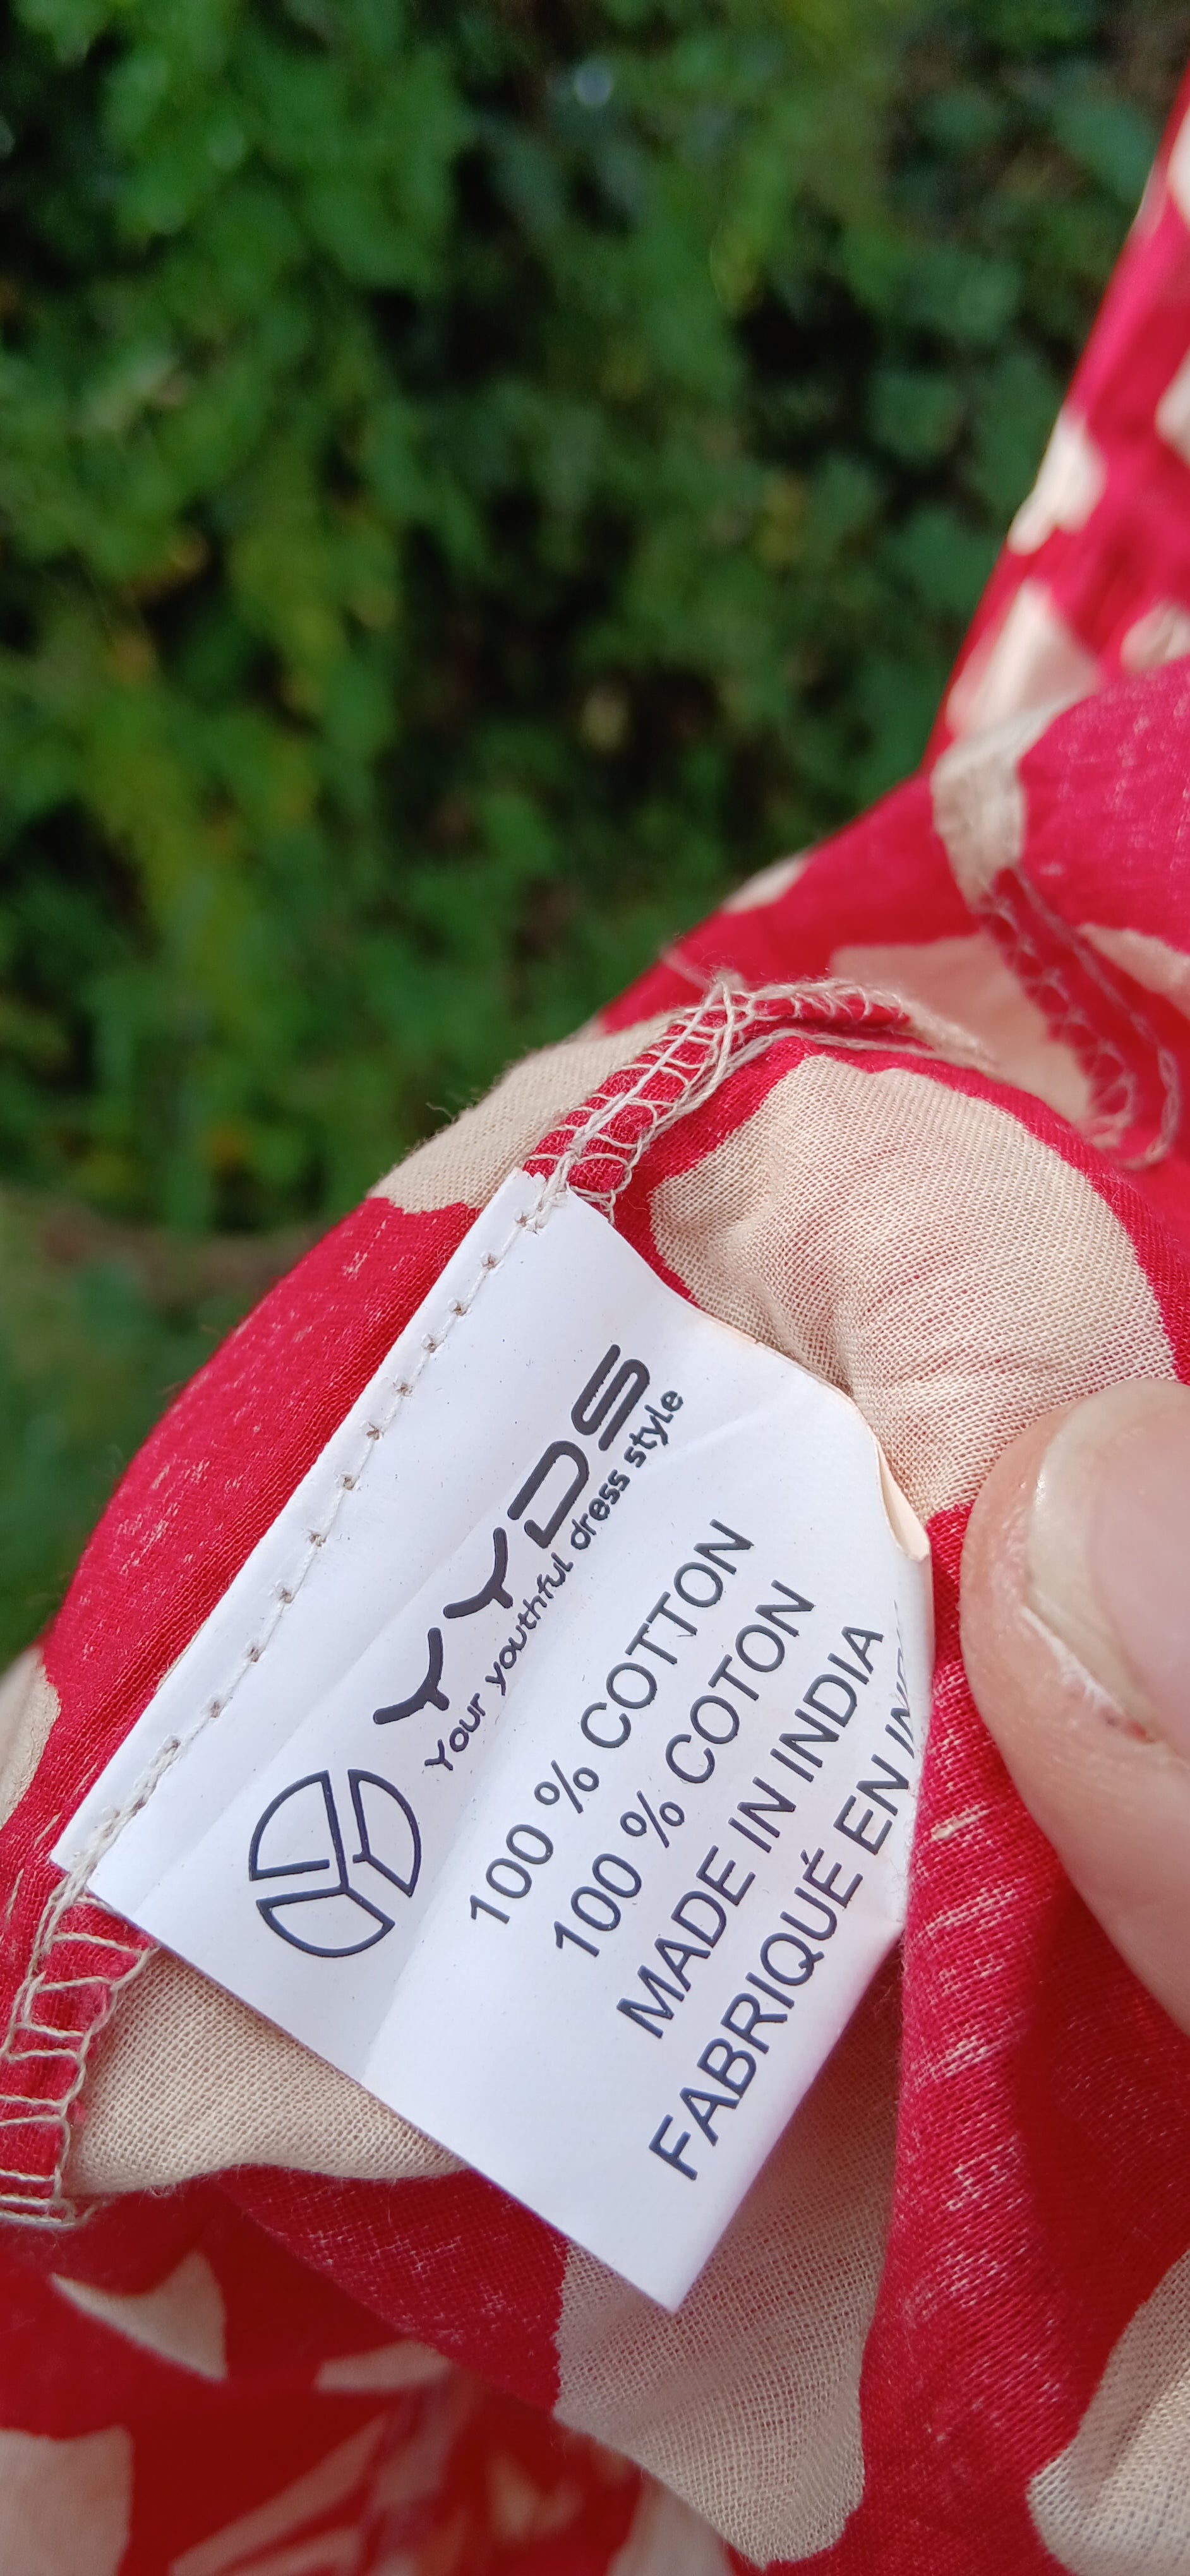 YYDS
Your youthful dress style
100 % COTTON
100 % COTON
MADE IN INDIA
FABRIQUÉ EN